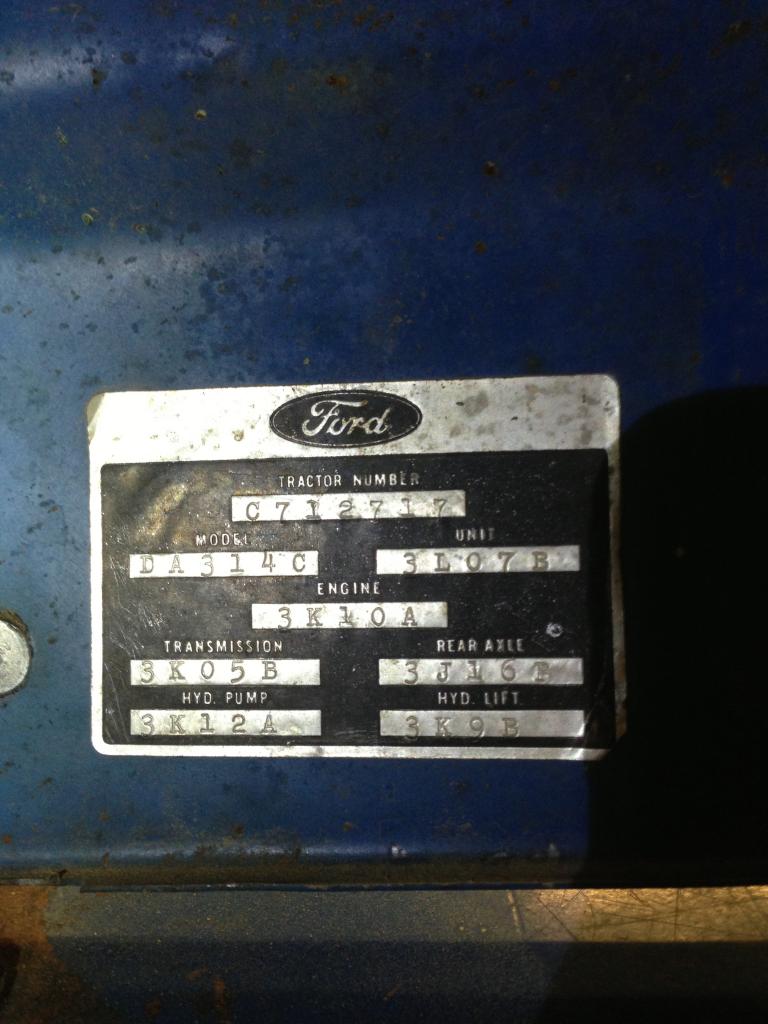 Ford
TRACTOR NUMBER
C712717
MODEL UNIT
DA314C 3L07B
ENGINE
3K10A
TRANSMISSION REAR AXLE
3K05B 3J16B
HYD. PUMP HYD. LIFT
3K12A 3K9B